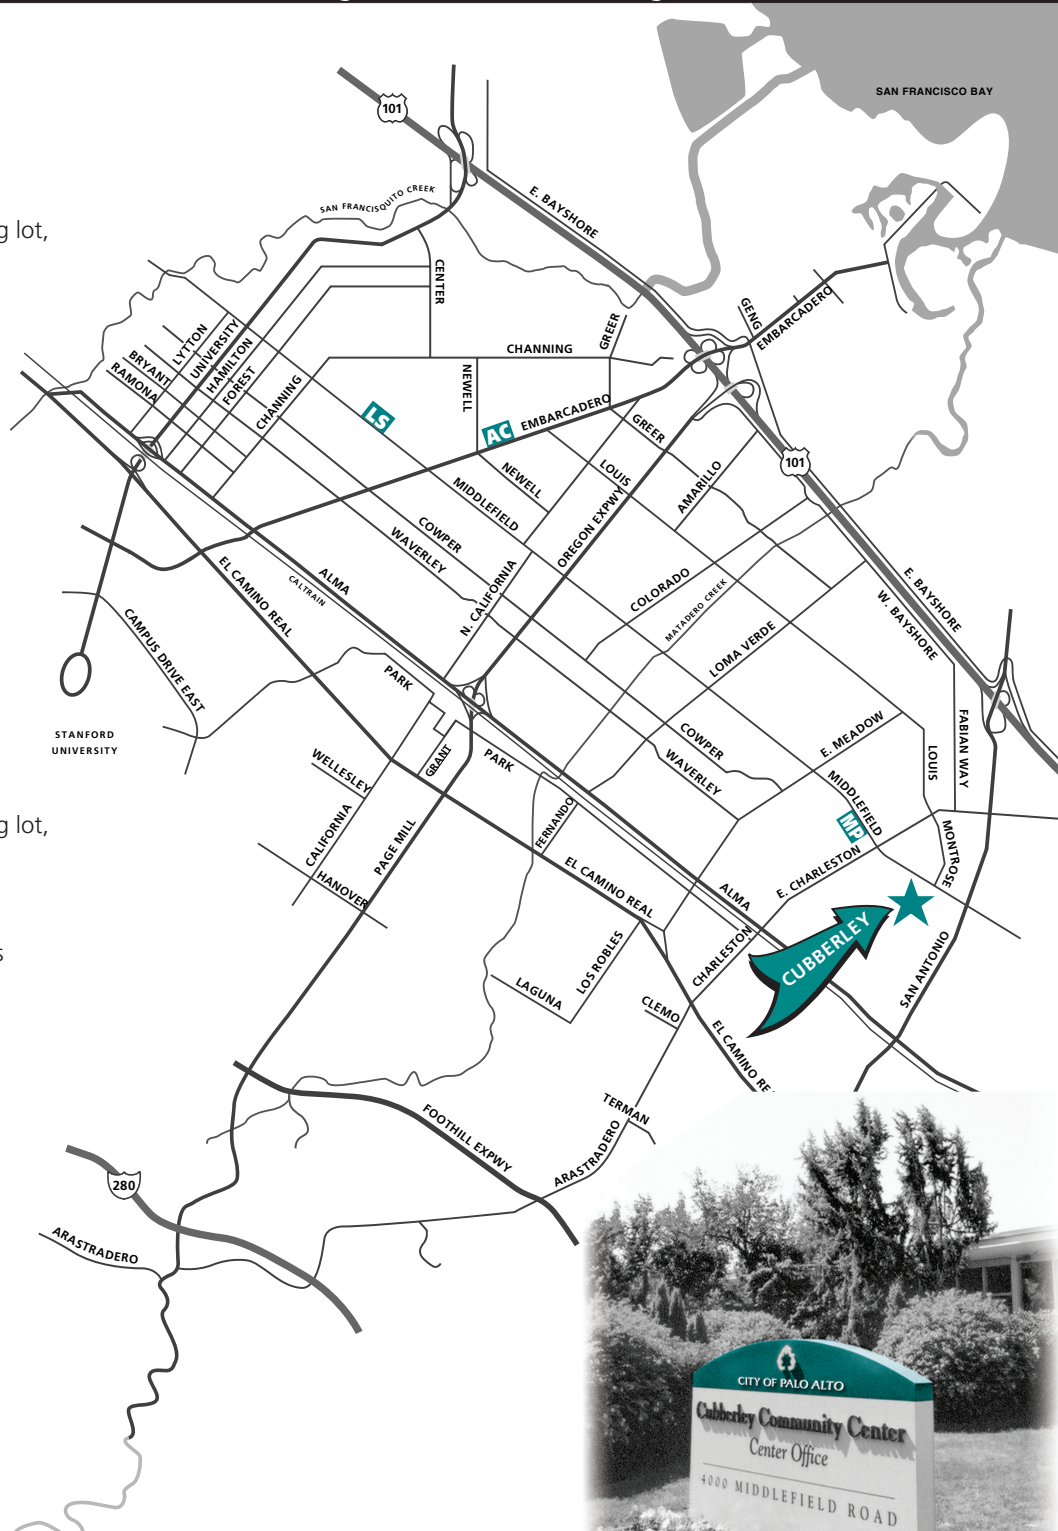 SAN FRANCISCO BAY
101
SAN FRANCISQUITO CREEK
E. BAYSHORE
g lot,
CENTER
GENG
EMBARCADERO
GREER
CHANNING
LYTTON
UNIVERSITY
HAMILTON
FOREST
BRYANT
RAMONA
CHANNING
NEWELL
LS
AC
EMBARCADERO
GREER
LOUIS
NEWELL
MIDDLEFIELD
AMARILLO
101
OREGON EXPWY
COWPER
WAVERLEY
EL CAMINO REAL
ALMA
CALTRAIN
N. CALIFORNIA
COLORADO
MATADERO CREEK
E. BAYSHORE
W. BAYSHORE
LOMA VERDE
CAMPUS DRIVE EAST
PARK
STANFORD
UNIVERSITY
WELLESLEY
GRANT
PARK
COWPER
WAVERLEY
E. MEADOW
LOUIS
FABIAN WAY
MIDDLEFIELD
MP
MONTROSE
g lot,
CALIFORNIA
PAGE MILL
FERNANDO
HANOVER
EL CAMINO REAL
ALMA
E. CHARLESTON
CHARLESTON
CUBBERLEY
SAN ANTONIO
s
LOS ROBLES
LAGUNA
CLEMO
EL CAMINO RE
TERMAN
ARASTRADERO
FOOTHILL EXPWY
280
ARASTRADERO
CITY OF PALO ALTO
Cubberley Community Center
Center Office
4000 MIDDLEFIELD ROAD